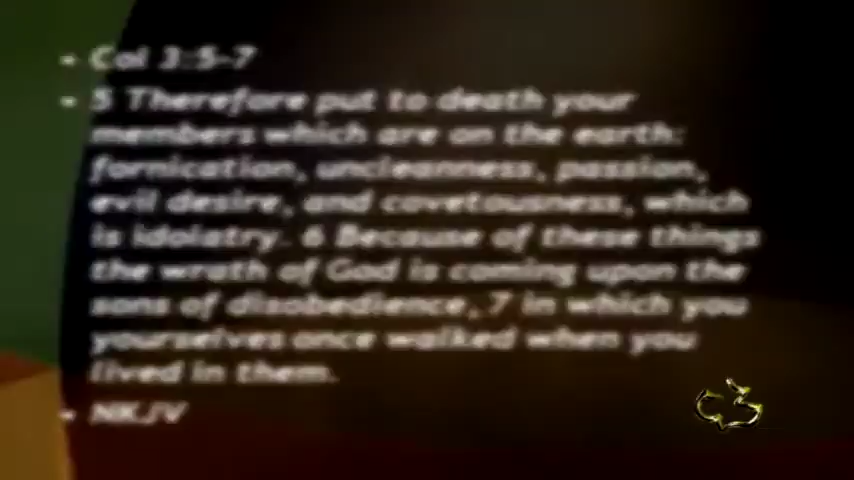 • Col 3:5-7
• 5 Therefore put to death your
members which are on the earth:
fornication, uncleanness, passion,
evil desire, and covetousness, which
is idolatry. 6 Because of these things
the wrath of God is coming upon the
sons of disobedience, 7 in which you
yourselves once walked when you
lived in them.
• NKJV
C3